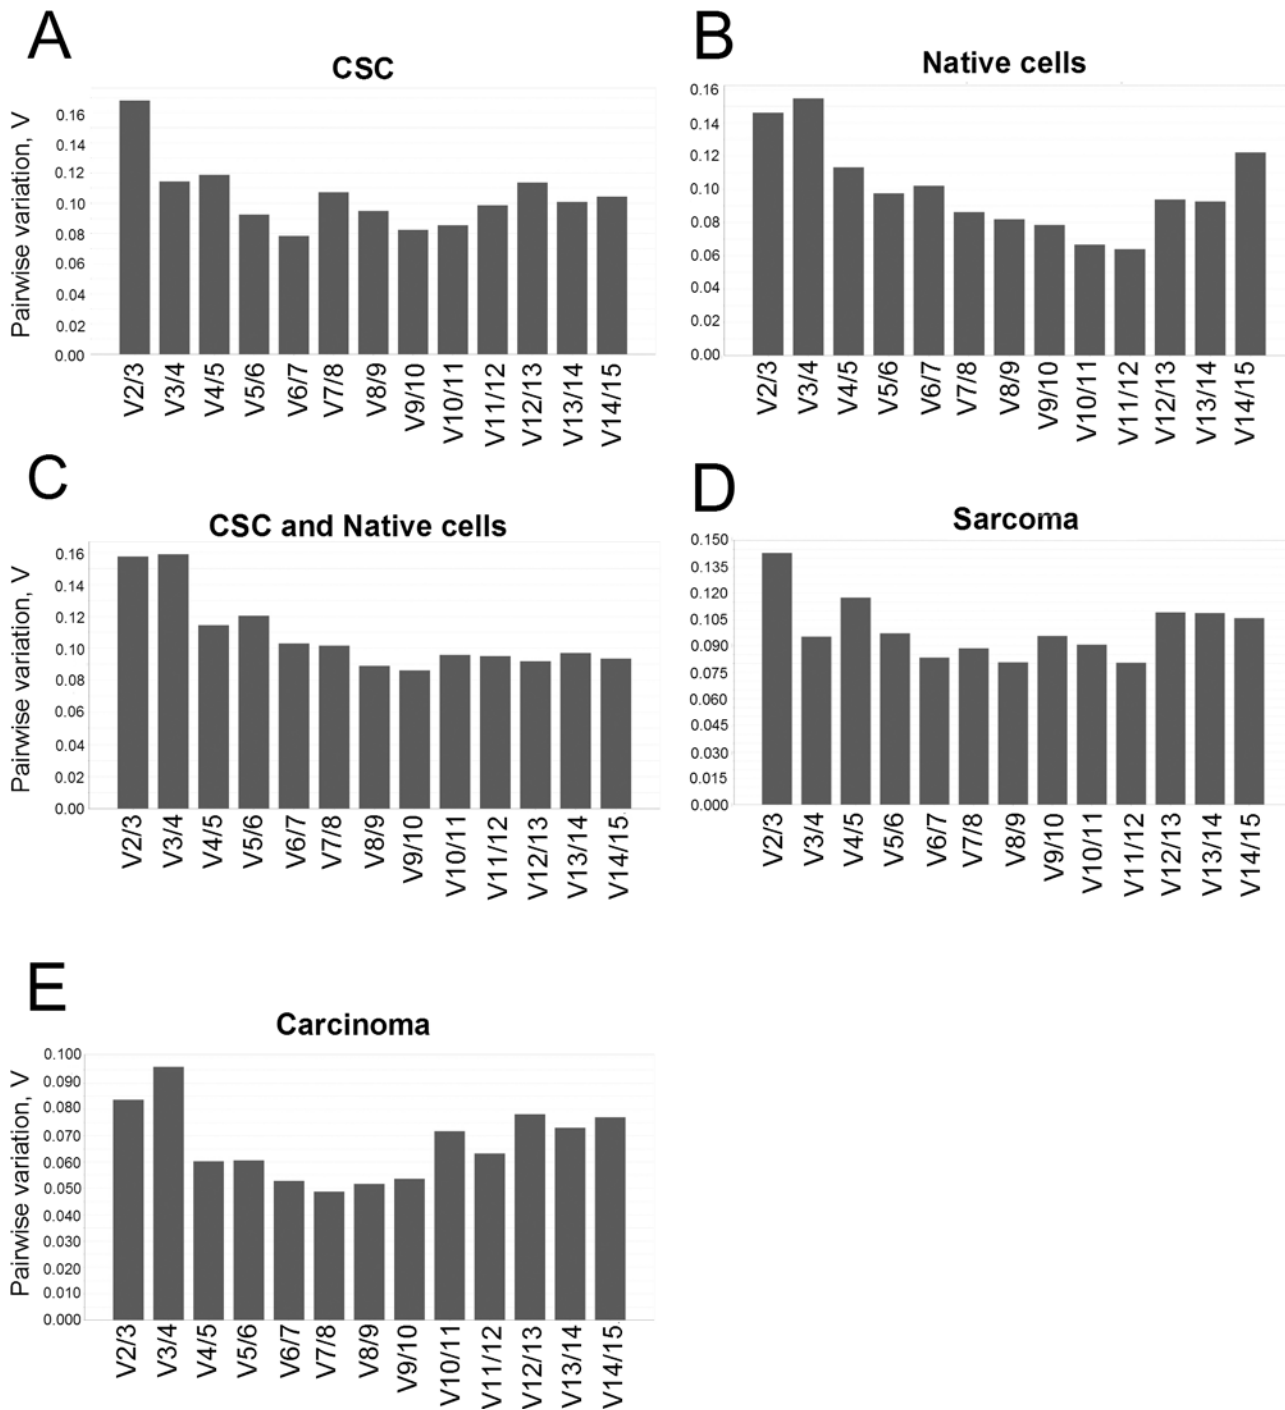 A
CSC
Pairwise variation, V
0.16
0.14
0.12
0.10
0.08
0.06
0.04
0.02
0.00
V2/3
V3/4
V4/5
V5/6
V6/7
V7/8
V8/9
V9/10
V10/11
V11/12
V12/13
V13/14
V14/15
B
Native cells
0.16
0.14
0.12
0.10
0.08
0.06
0.04
0.02
0.00
V2/3
V3/4
V4/5
V5/6
V6/7
V7/8
V8/9
V9/10
V10/11
V11/12
V12/13
V13/14
V14/15
C
CSC and Native cells
Pairwise variation, V
0.16
0.14
0.12
0.10
0.08
0.06
0.04
0.02
0.00
V2/3
V3/4
V4/5
V5/6
V6/7
V7/8
V8/9
V9/10
V10/11
V11/12
V12/13
V13/14
V14/15
D
Sarcoma
0.150
0.135
0.120
0.105
0.090
0.075
0.060
0.045
0.030
0.015
0.000
V2/3
V3/4
V4/5
V5/6
V6/7
V7/8
V8/9
V9/10
V10/11
V11/12
V12/13
V13/14
V14/15
E
Carcinoma
Pairwise variation, V
0.100
0.090
0.080
0.070
0.060
0.050
0.040
0.030
0.020
0.010
0.000
V2/3
V3/4
V4/5
V5/6
V6/7
V7/8
V8/9
V9/10
V10/11
V11/12
V12/13
V13/14
V14/15